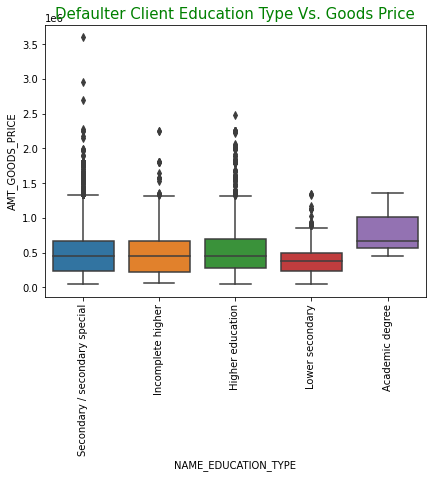 Defaulter Client Education Type Vs. Goods Price
1e6
3.5
3.0
2.5
2.0
1.5
1.0
0.5
0.0
AMT_GOODS_PRICE
Secondary / secondary special
Incomplete higher
Higher education
Lower secondary
Academic degree
NAME_EDUCATION_TYPE